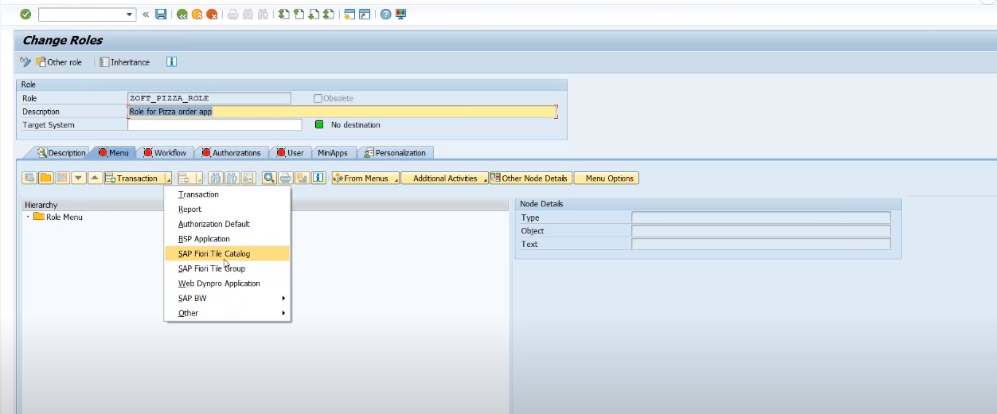 Change Roles
Other role Inheritance
Role
Role ZOFT_PIZZA_ROLE Obsolete
Description Role for Pizza order app
Target System No destination
Description Menu Workflow Authorizations User MiniApps Personalization
Transaction From Menus Additional Activities Other Node Details Menu Options
Hierarchy
Role Menu
Transaction
Report
Authorization Default
BSP Application
SAP Fiori Tile Catalog
SAP Fiori Tile Group
Web Dynpro Application
SAP BW
Other
Node Details
Type
Object
Text